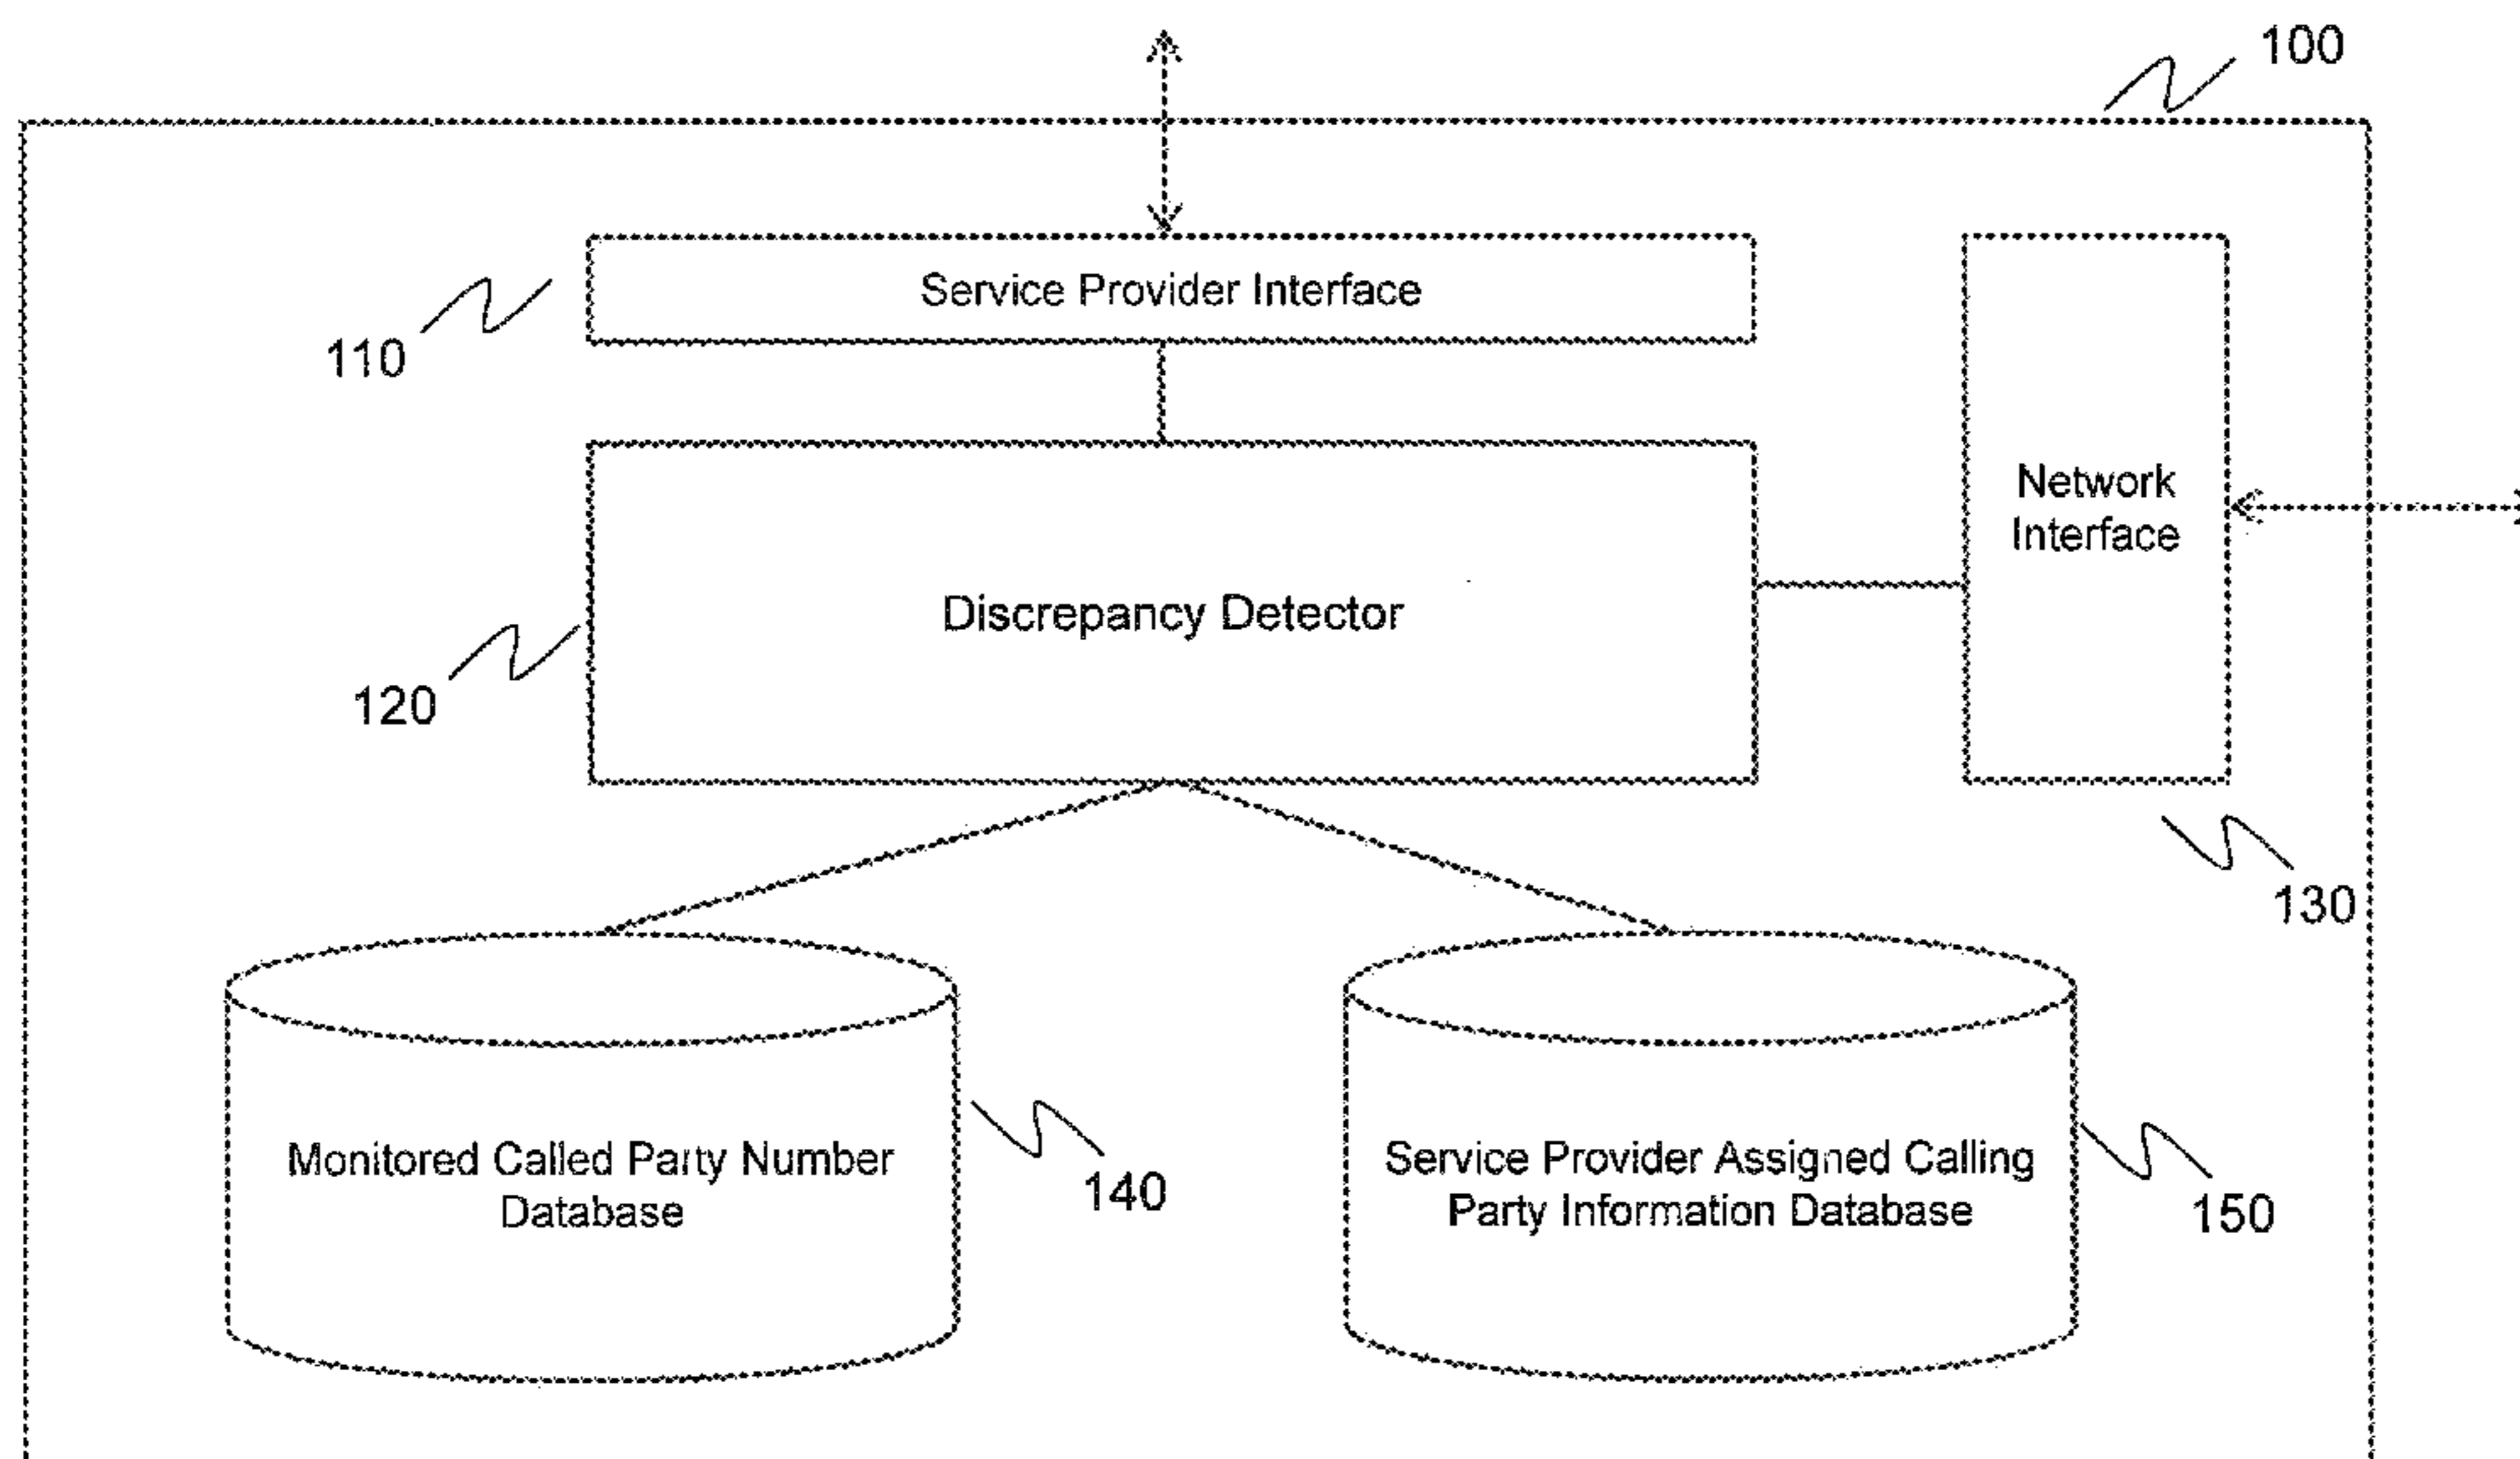 100
Service Provider Interface
110
Network
Interface
Discrepancy Detector
120
130
Monitored Called Party Number
Database
140
Service Provider Assigned Calling
Party Information Database
150